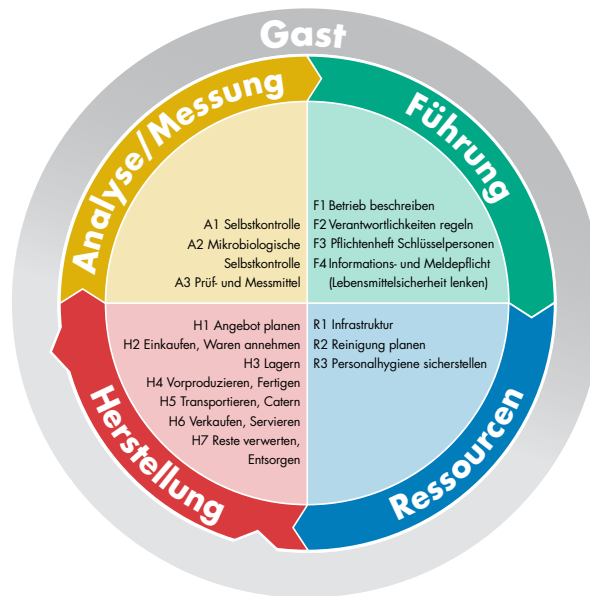 Gast
Analyse/Messung
Führung
A1 Selbstkontrolle
A2 Mikrobiologische
Selbstkontrolle
A3 Prüf- und Messmittel
F1 Betrieb beschreiben
F2 Verantwortlichkeiten regeln
F3 Pflichtenheft Schlüsselpersonen
F4 Informations- und Meldepflicht
(Lebensmittelsicherheit lenken)
H1 Angebot planen
H2 Einkaufen, Waren annehmen
H3 Lagern
H4 Vorproduzieren, Fertigen
H5 Transportieren, Catern
H6 Verkaufen, Servieren
H7 Reste verwerten,
Entsorgen
R1 Infrastruktur
R2 Reinigung planen
R3 Personalhygiene sicherstellen
Herstellung
Ressourcen